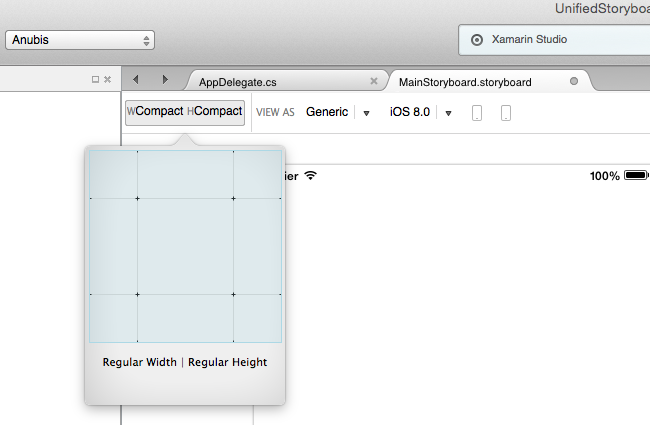 UnifiedStoryboa
Anubis
Xamarin Studio
AppDelegate.cs
MainStoryboard.storyboard
WCompact HCompact
VIEW AS Generic iOS 8.0
ier 100%
Regular Width | Regular Height